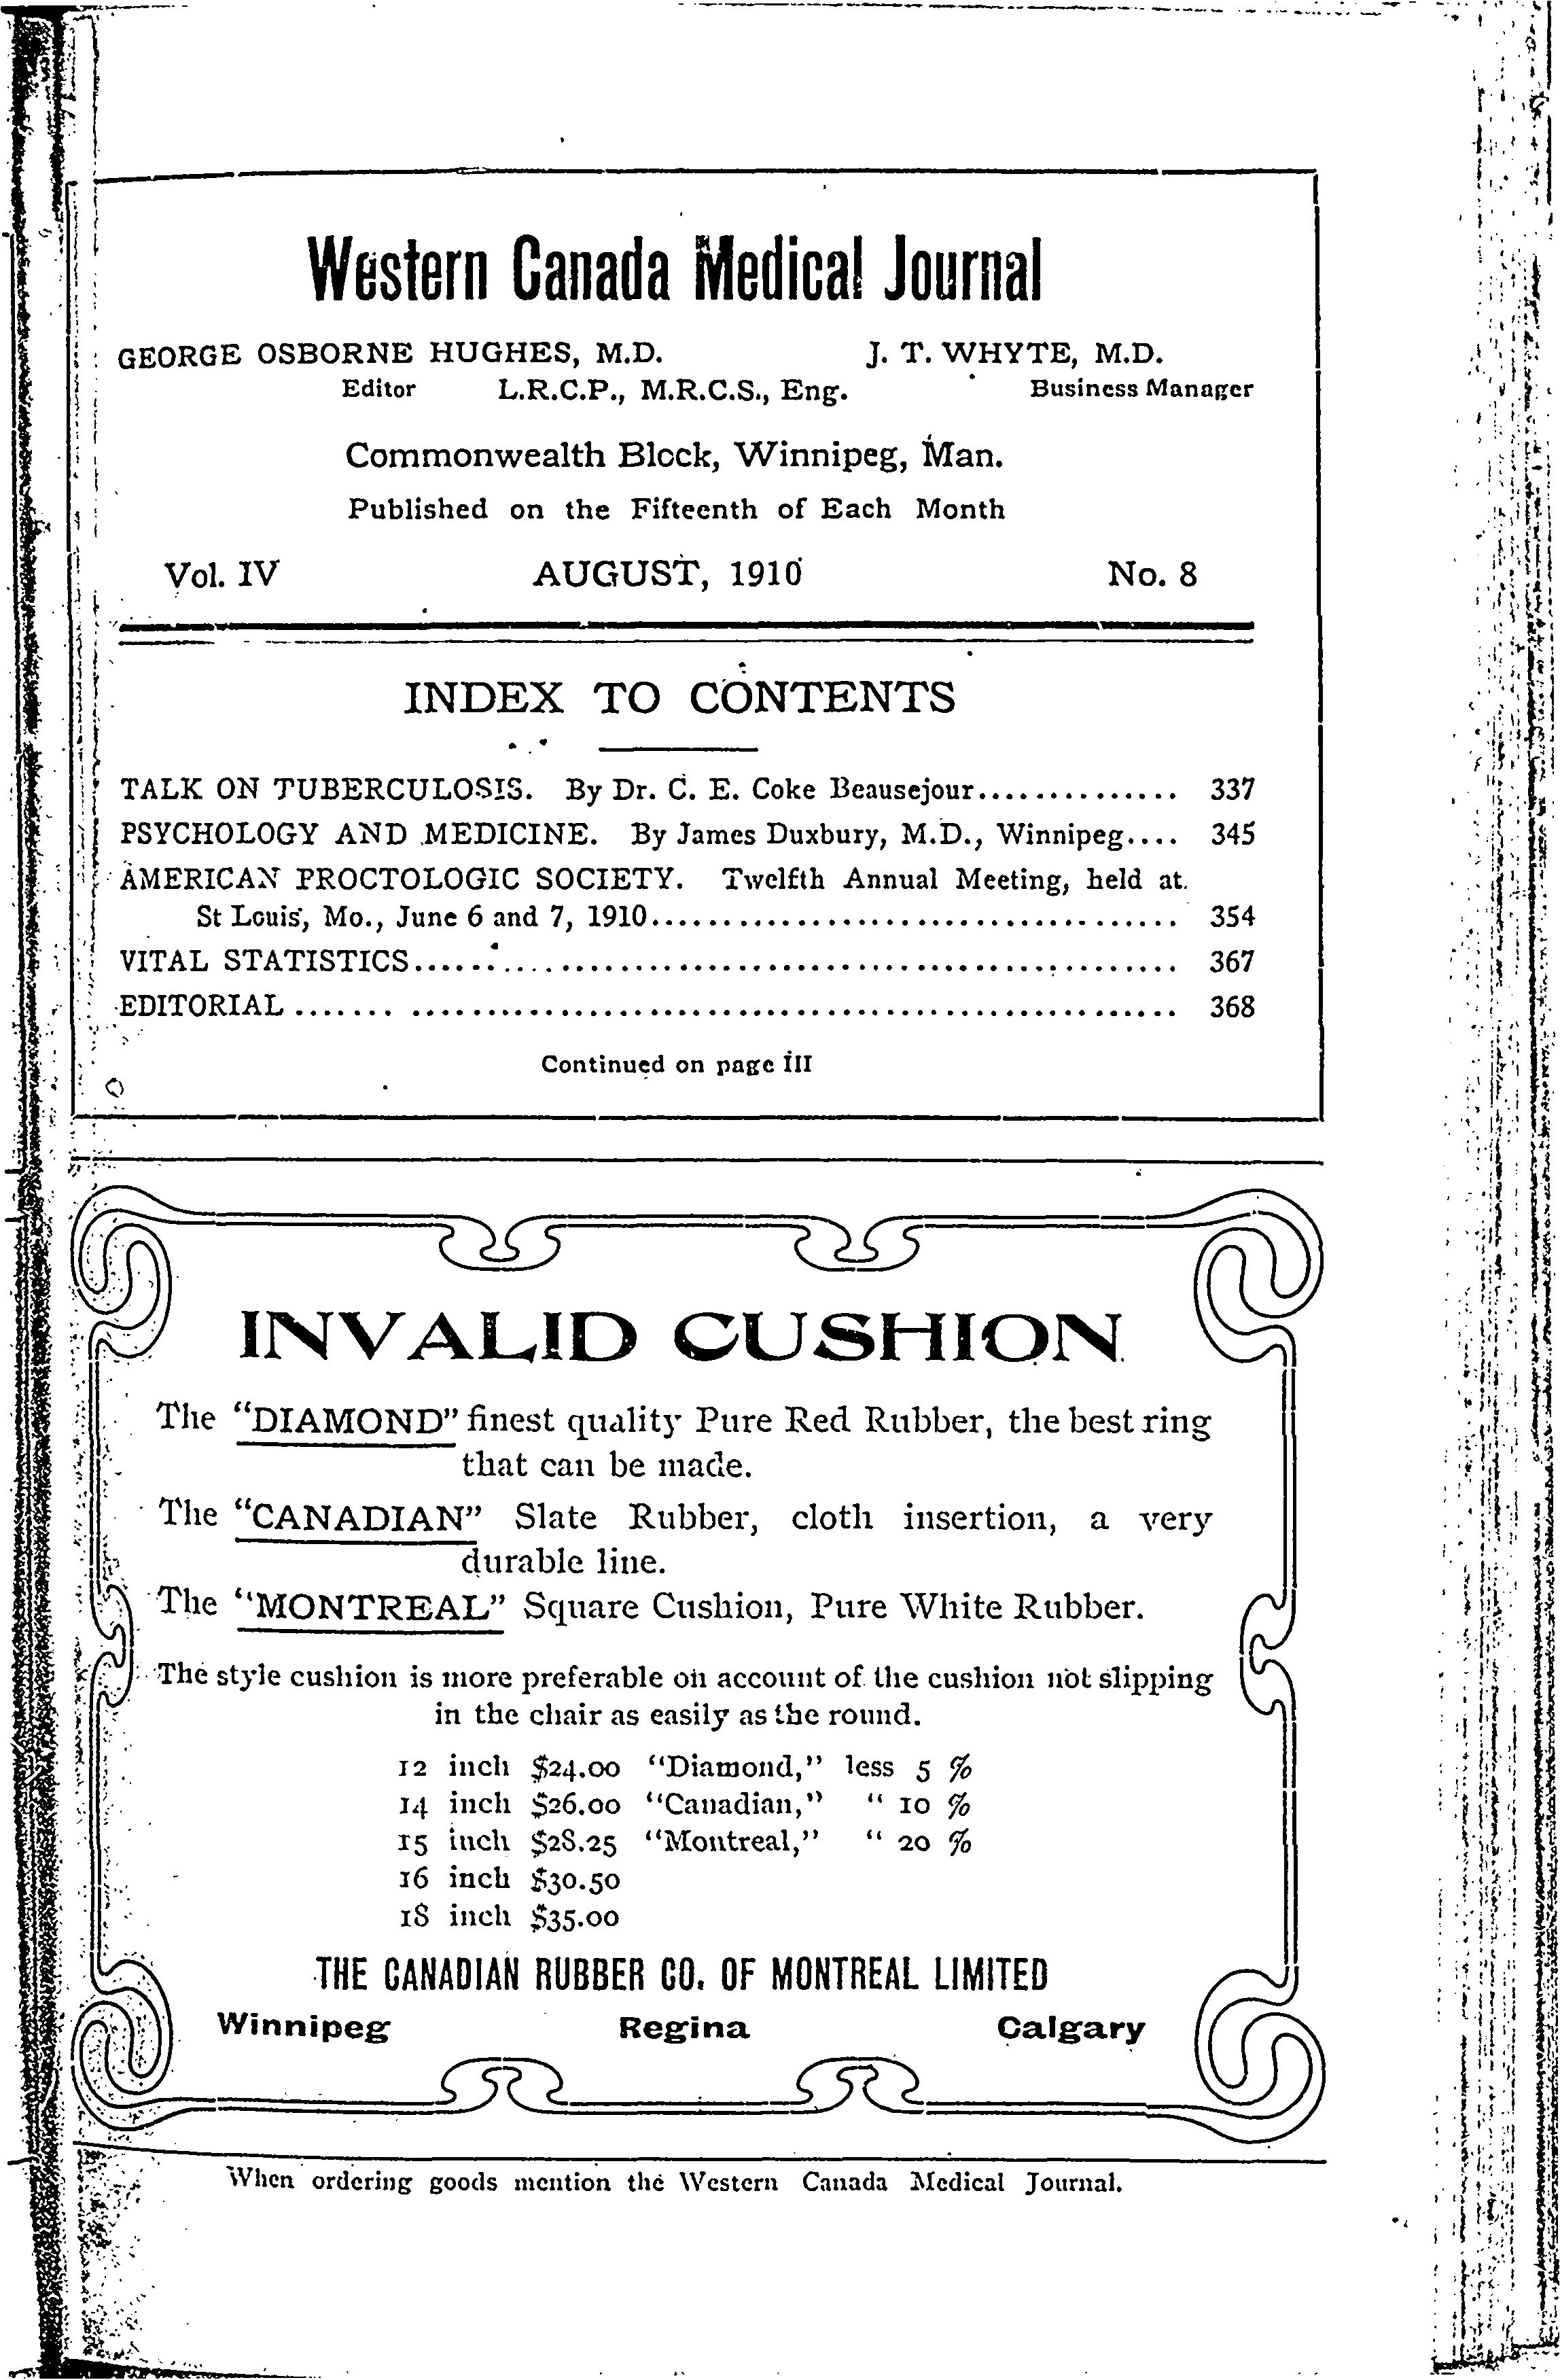 Western Canada Medical Journal
GEORGE OSBORNE HUGHES, M.D. J. T. WHYTE, M.D.
Editor L.R.C.P., M.R.C.S., Eng. Business Manager
Commonwealth Block, Winnipeg, Man.
Published on the Fifteenth of Each Month
Vol. IV AUGUST, 1910 No. 8
INDEX TO CONTENTS
TALK ON TUBERCULOSIS. By Dr. C. E. Coke Beausejour.............. 337
PSYCHOLOGY AND MEDICINE. By James Duxbury, M.D., Winnipeg.... 345
AMERICAN PROCTOLOGIC SOCIETY. Twelfth Annual Meeting, held at
St Louis, Mo., June 6 and 7, 1910.................................... 354
VITAL STATISTICS.................................................... 367
EDITORIAL ............................................................ 368
Continued on page III
INVALID CUSHION
The "DIAMOND" finest quality Pure Red Rubber, the best ring
that can be made.
The "CANADIAN" Slate Rubber, cloth insertion, a very
durable line.
The "MONTREAL" Square Cushion, Pure White Rubber.
The style cushion is more preferable on account of the cushion not slipping
in the chair as easily as the round.
12 inch $24.00 "Diamond," less 5 %
14 inch $26.00 "Canadian," " 10 %
15 inch $28.25 "Montreal," " 20 %
16 inch $30.50
18 inch $35.00
THE CANADIAN RUBBER CO. OF MONTREAL LIMITED
Winnipeg Regina Calgary
When ordering goods mention the Western Canada Medical Journal.